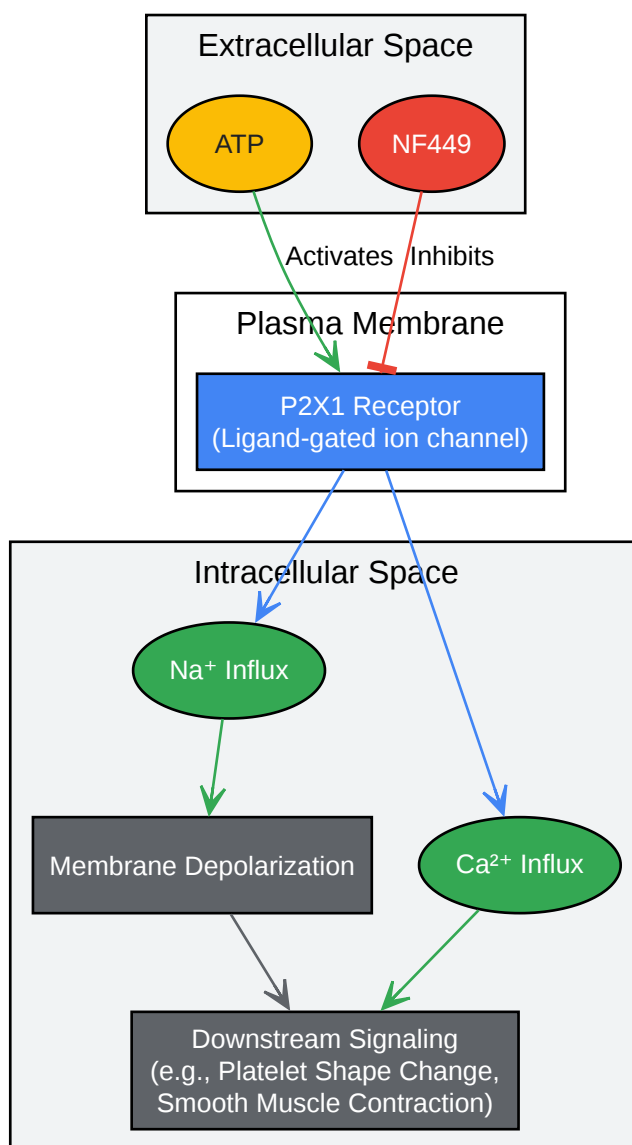 Extracellular Space
ATP
NF449
Activates
Inhibits
Plasma Membrane
P2X1 Receptor
(Ligand-gated ion channel)
Intracellular Space
Na⁺ Influx
Membrane Depolarization
Ca²⁺ Influx
Downstream Signaling
(e.g., Platelet Shape Change,
Smooth Muscle Contraction)